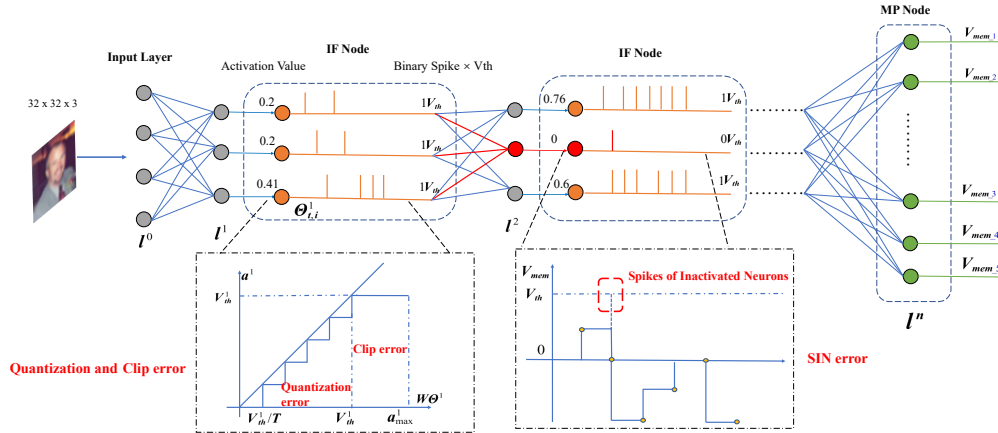 MP Node
IF Node
IF Node
Input Layer
Activation Value
Binary Spike × Vth
32 x 32 x 3
0.2
1V_th
0.76
1V_th
V_mem_1
V_mem_2
0.2
1V_th
0
0V_th
0.41
1V_th
0.6
1V_th
V_mem_3
V_mem_4
V_mem_5
Θ^1_t,i
l^0
l^1
l^2
l^n
a^1
V^1_th
Clip error
Quantization
error
V^1_th/T
V^1_th
a^1_max
WΘ^1
Quantization and Clip error
V_mem
Spikes of Inactivated Neurons
V_th
0
SIN error